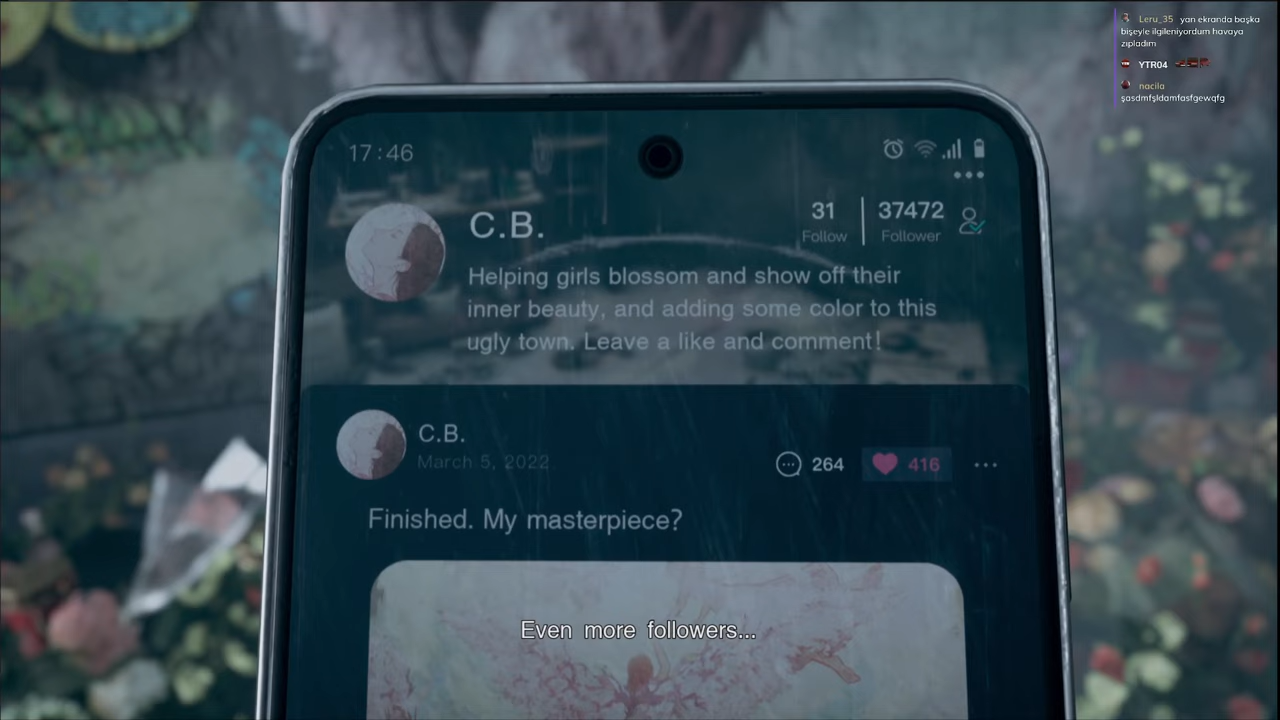 Leru_35 yan ekranda başka
bişeyle ilgileniyordum havaya
zıpladım
YTR04
nacila
şasdmfşldamfasfgewqfg
17:46
C.B.
31
Follow
37472
Follower
Helping girls blossom and show off their
inner beauty, and adding some color to this
ugly town. Leave a like and comment!
C.B.
March 5, 2022
264
416
Finished. My masterpiece?
Even more followers...